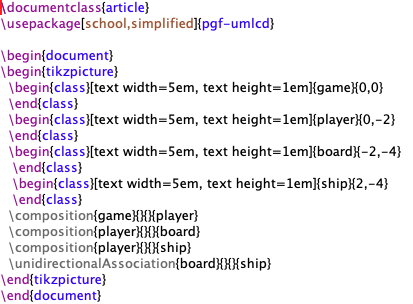 \documentclass{article}
\usepackage[school,simplified]{pgf-umlcd}

\begin{document}
\begin{tikzpicture}
  \begin{class}[text width=5em, text height=1em]{game}{0,0}
  \end{class}
  \begin{class}[text width=5em, text height=1em]{player}{0,-2}
  \end{class}
  \begin{class}[text width=5em, text height=1em]{board}{-2,-4}
   \end{class}
   \begin{class}[text width=5em, text height=1em]{ship}{2,-4}
   \end{class}
  \composition{game}{}{}{player}
  \composition{player}{}{}{board}
  \composition{player}{}{}{ship}
  \unidirectionalAssociation{board}{}{}{ship}
\end{tikzpicture}
\end{document}